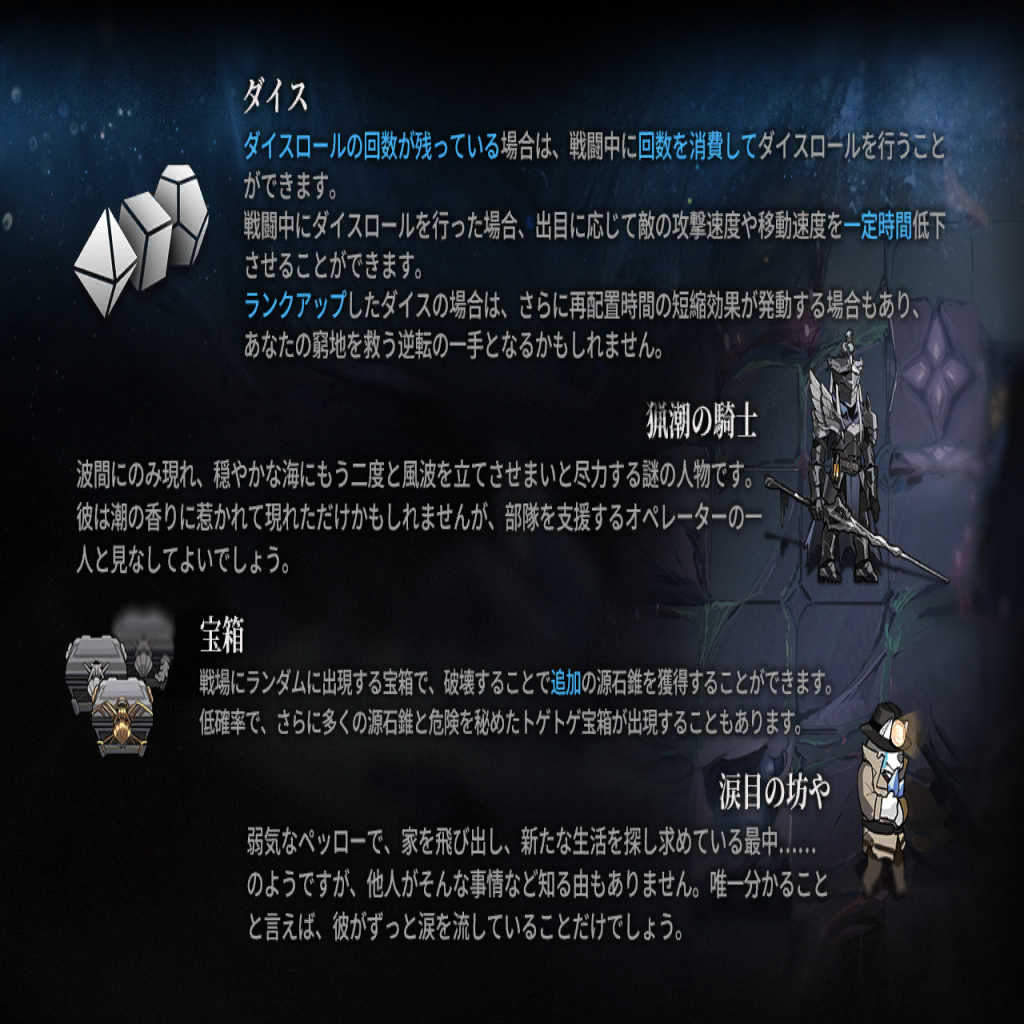 ダイス
ダイスロールの回数が残っている場合は、戦闘中に回数を消費してダイスロールを行うこと
ができます。
戦闘中にダイスロールを行った場合、出目に応じて敵の攻撃速度や移動速度を一定時間低下
させることができます。
ランクアップしたダイスの場合は、さらに再配置時間の短縮効果が発動する場合もあり、
あなたの窮地を救う逆転の一手となるかもしれません。
猟潮の騎士
波間にのみ現れ、穏やかな海にもう二度と風波を立てさせまいと尽力する謎の人物です。
彼は潮の香りに惹かれて現れただけかもしれませんが、部隊を支援するオペレーターの一
人と見なしてよいでしょう。
宝箱
戦場にランダムに出現する宝箱で、破壊することで追加の源石錐を獲得することができます。
低確率で、さらに多くの源石錐と危険を秘めたトゲトゲ宝箱が出現することもあります。
涙目の坊や
弱気なペッローで、家を飛び出し、新たな生活を探し求めている最中……
のようですが、他人がそんな事情など知る由もありません。唯一分かること
と言えば、彼がずっと涙を流していることだけでしょう。